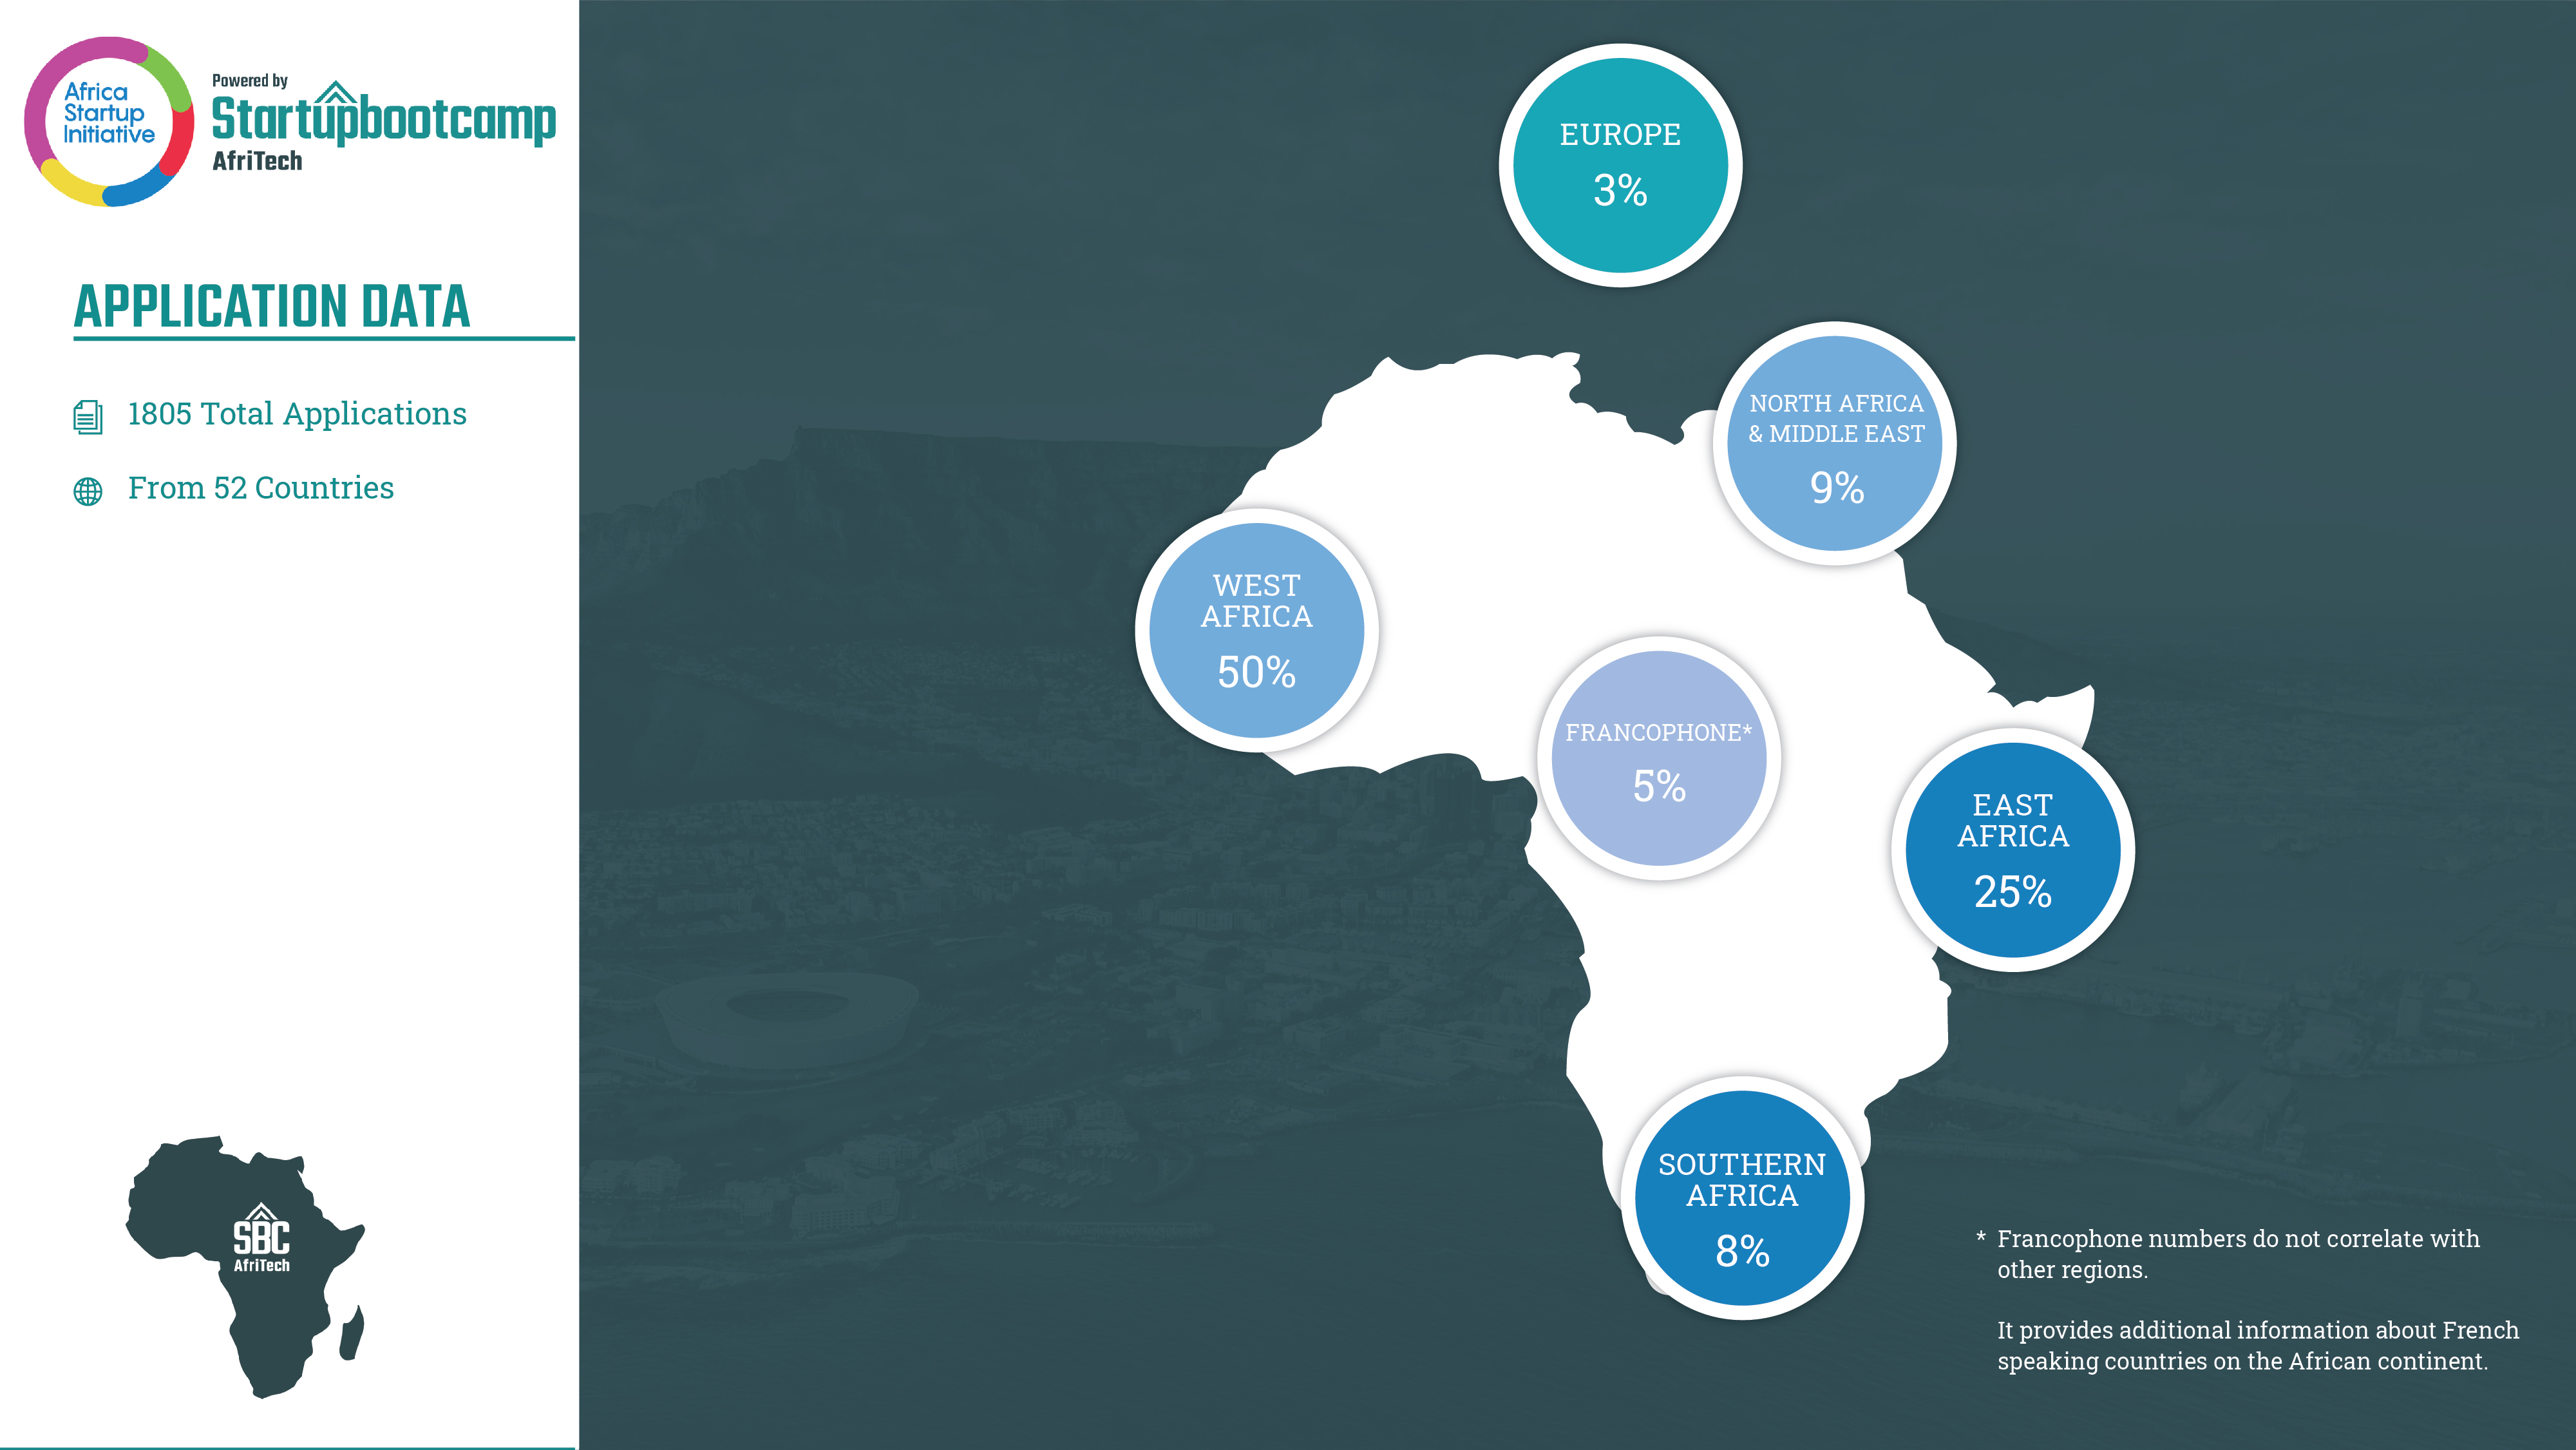 Africa
Startup
Initiative
Powered by
Startupbootcamp
AfriTech
APPLICATION DATA
1805 Total Applications
From 52 Countries
SBC
AfriTech
EUROPE
3%
NORTH AFRICA
& MIDDLE EAST
9%
WEST
AFRICA
50%
FRANCOPHONE*
5%
EAST
AFRICA
25%
SOUTHERN
AFRICA
8%
* Francophone numbers do not correlate with
other regions.
It provides additional information about French
speaking countries on the African continent.